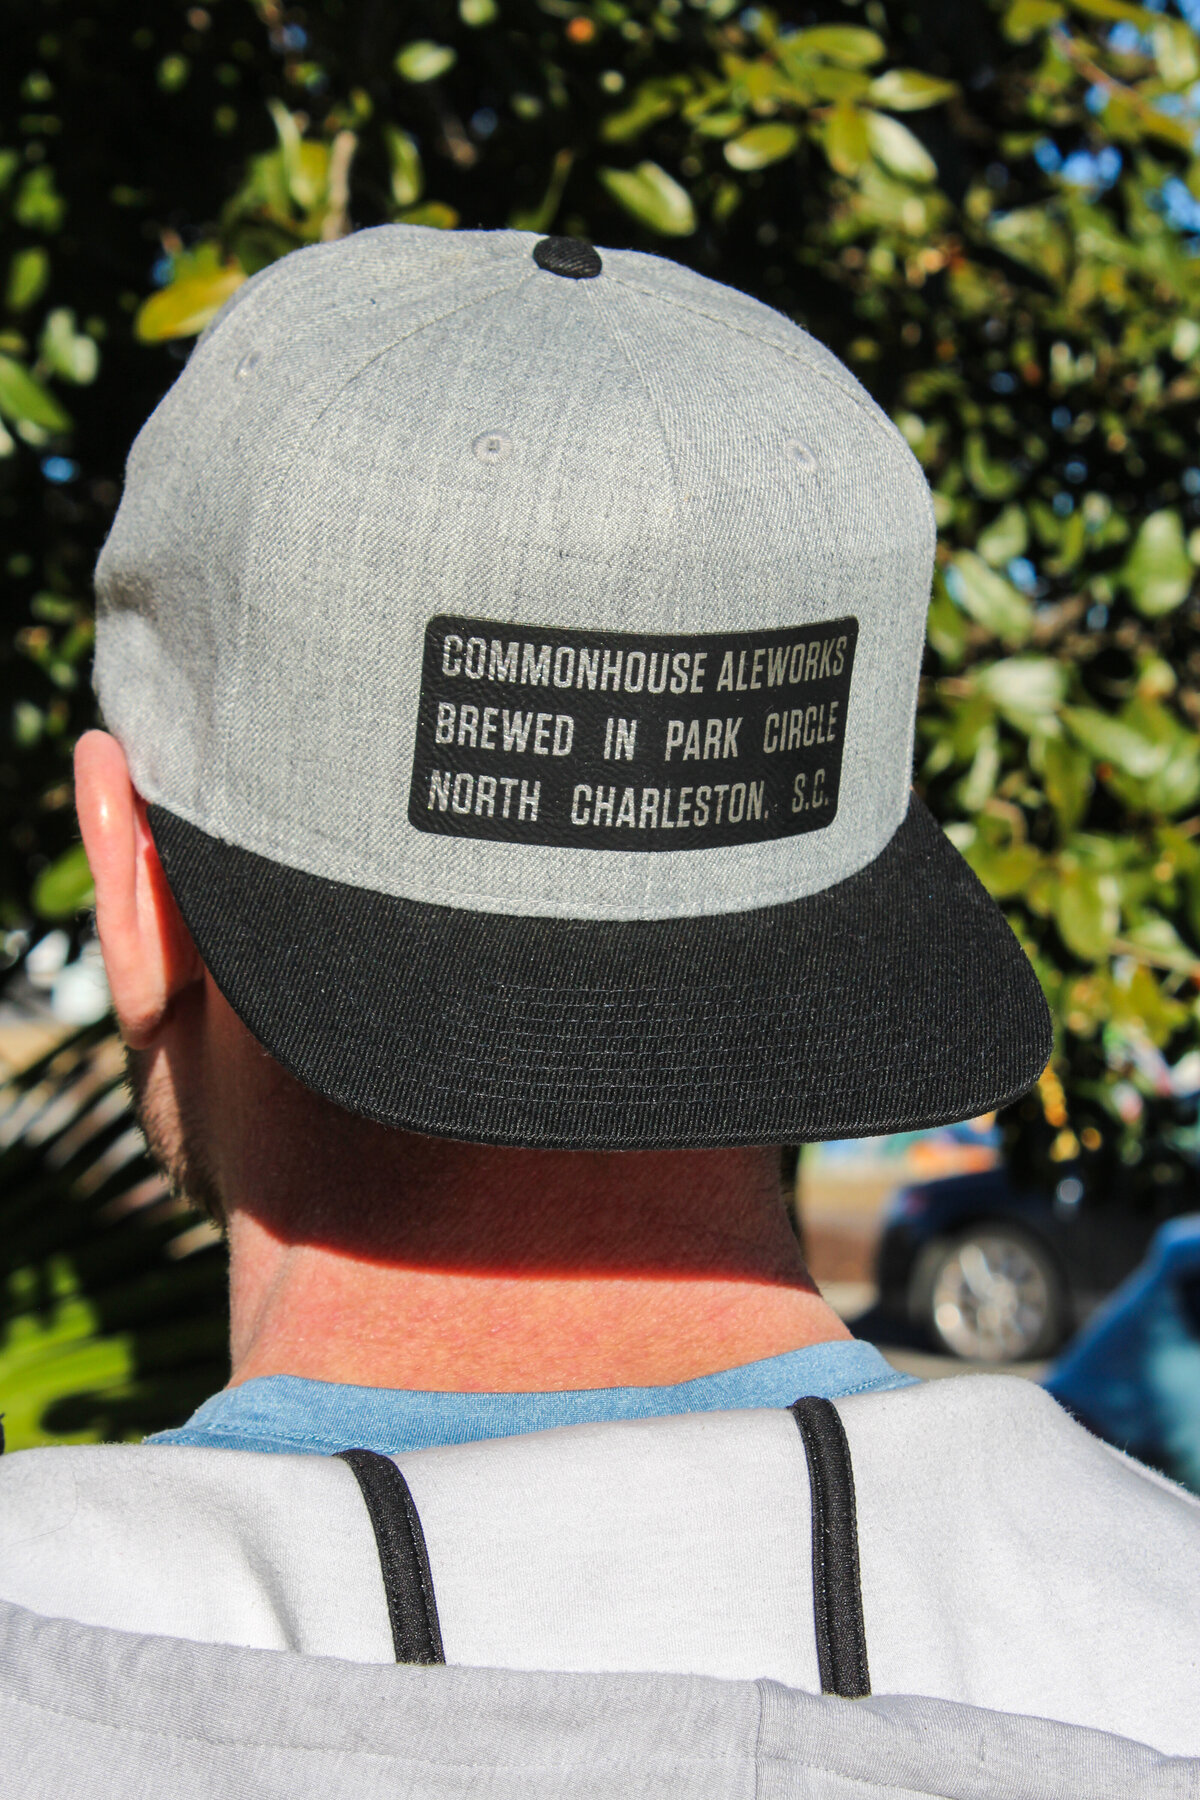 COMMONHOUSE ALEWORKS
BREWED IN PARK CIRCLE
NORTH CHARLESTON, S.C.